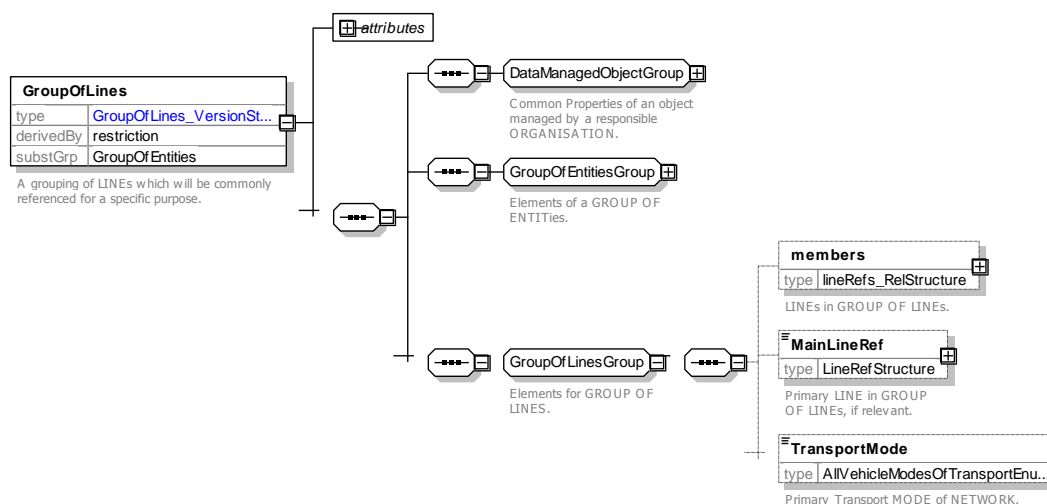 attributes
GroupOfLines
type GroupOfLines_VersionSt...
derivedBy restriction
substGrp GroupOfEntities
A grouping of LINEs which will be commonly
referenced for a specific purpose.
DataManagedObjectGroup
Common Properties of an object
managed by a responsible
ORGANISATION.
GroupOfEntitiesGroup
Elements of a GROUP OF
ENTITies.
GroupOfLinesGroup
Elements for GROUP OF
LINES.
members
type lineRefs_RelStructure
LINEs in GROUP OF LINEs.
MainLineRef
type LineRefStructure
Primary LINE in GROUP
OF LINEs, if relevant.
TransportMode
type AllVehicleModesOfTransportEnu...
Primary Transport MODE of NETWORK.